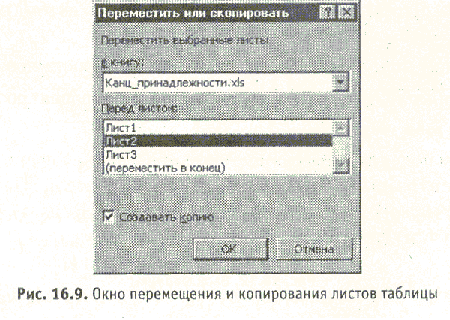 Переместить или скопировать
Переместить выбранные листы
в книгу:
Канц_принадлежности.xls
Перед листом:
Лист1
Лист2
Лист3
(переместить в конец)
Создавать копию
OK
Отмена
Рис. 16.9. Окно перемещения и копирования листов таблицы